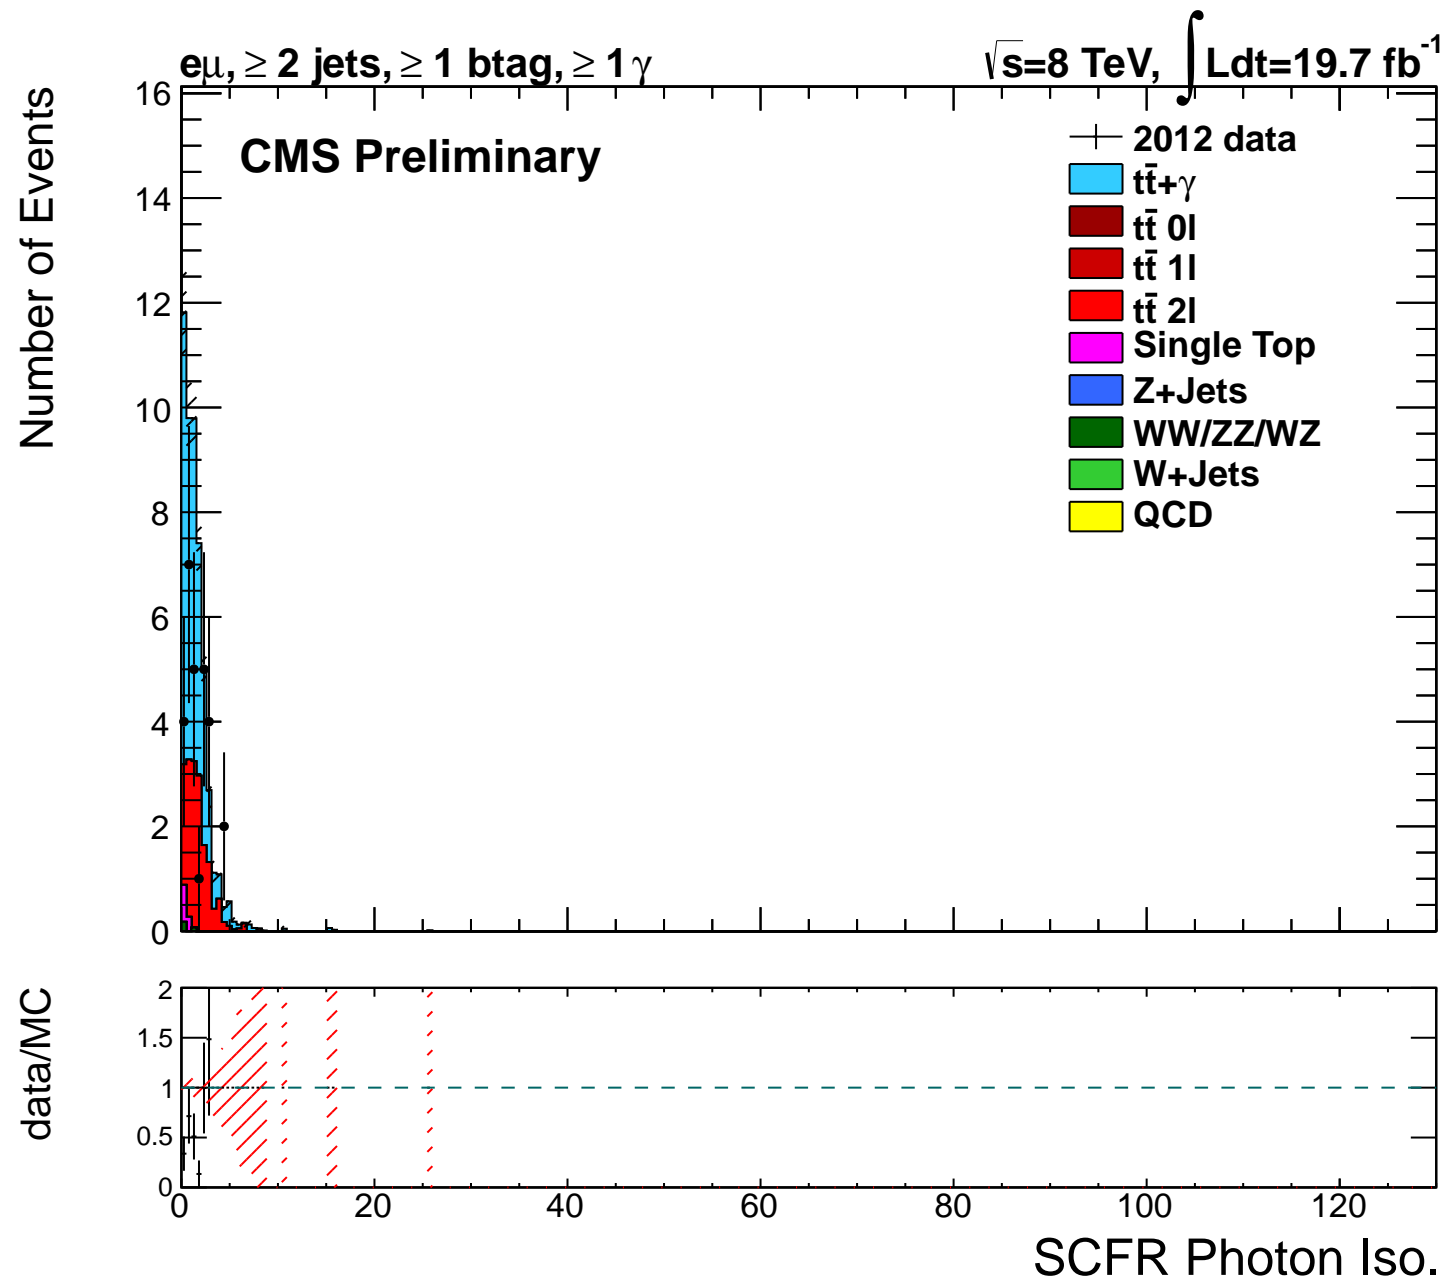 eμ, ≥ 2 jets, ≥ 1 btag, ≥ 1 γ
√s=8 TeV, ∫Ldt=19.7 fb⁻¹
CMS Preliminary
2012 data
tt̄+γ
tt̄ 0l
tt̄ 1l
tt̄ 2l
Single Top
Z+Jets
WW/ZZ/WZ
W+Jets
QCD
Number of Events
16
14
12
10
8
6
4
2
0
data/MC
2
1.5
1
0.5
0
0 20 40 60 80 100 120
SCFR Photon Iso.